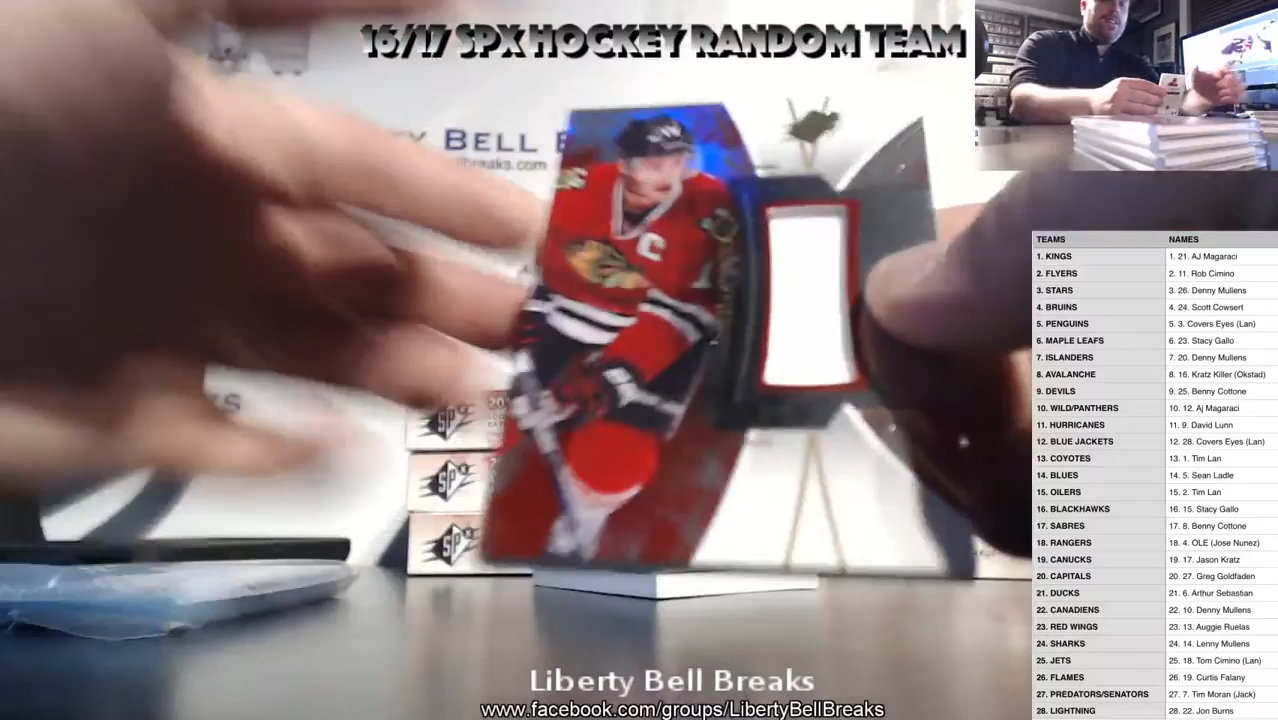 16/17 SPX HOCKEY RANDOM TEAM
BELL
lbreaks.com
C
SP
SP
SP
TEAMS NAMES
1. KINGS 1. 21. AJ Magaraci
2. FLYERS 2. 11. Rob Cimino
3. STARS 3. 26. Denny Mullens
4. BRUINS 4. 24. Scott Cowsert
5. PENGUINS 5. 3. Covers Eyes (Lan)
6. MAPLE LEAFS 6. 23. Stacy Gallo
7. ISLANDERS 7. 20. Denny Mullens
8. AVALANCHE 8. 16. Kratz Killer (Okstad)
9. DEVILS 9. 25. Benny Cottone
10. WILD/PANTHERS 10. 12. Aj Magaraci
11. HURRICANES 11. 9. David Lunn
12. BLUE JACKETS 12. 28. Covers Eyes (Lan)
13. COYOTES 13. 1. Tim Lan
14. BLUES 14. 5. Sean Ladle
15. OILERS 15. 2. Tim Lan
16. BLACKHAWKS 16. 15. Stacy Gallo
17. SABRES 17. 8. Benny Cottone
18. RANGERS 18. 4. OLE (Jose Nunez)
19. CANUCKS 19. 17. Jason Kratz
20. CAPITALS 20. 27. Greg Goldfaden
21. DUCKS 21. 6. Arthur Sebastian
22. CANADIENS 22. 10. Denny Mullens
23. RED WINGS 23. 13. Auggie Ruelas
24. SHARKS 24. 14. Lenny Mullens
25. JETS 25. 18. Tom Cimino (Lan)
26. FLAMES 26. 19. Curtis Falany
27. PREDATORS/SENATORS 27. 7. Tim Moran (Jack)
28. LIGHTNING 28. 22. Jon Burns
Liberty Bell Breaks
www.facebook.com/groups/LibertyBellBreaks